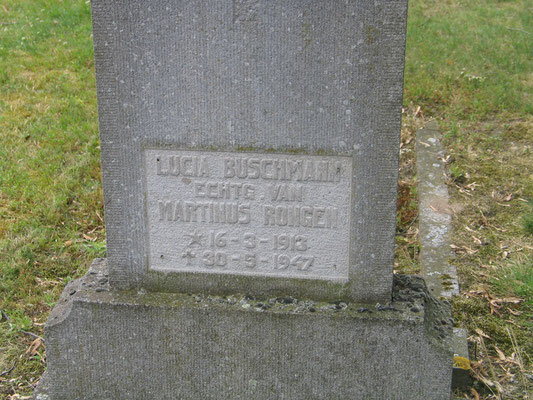 LUCIA BUSCHMANN
ECHTG. VAN
MARTINUS RONGEN
★ 16-3-1913
✝ 30-5-1947